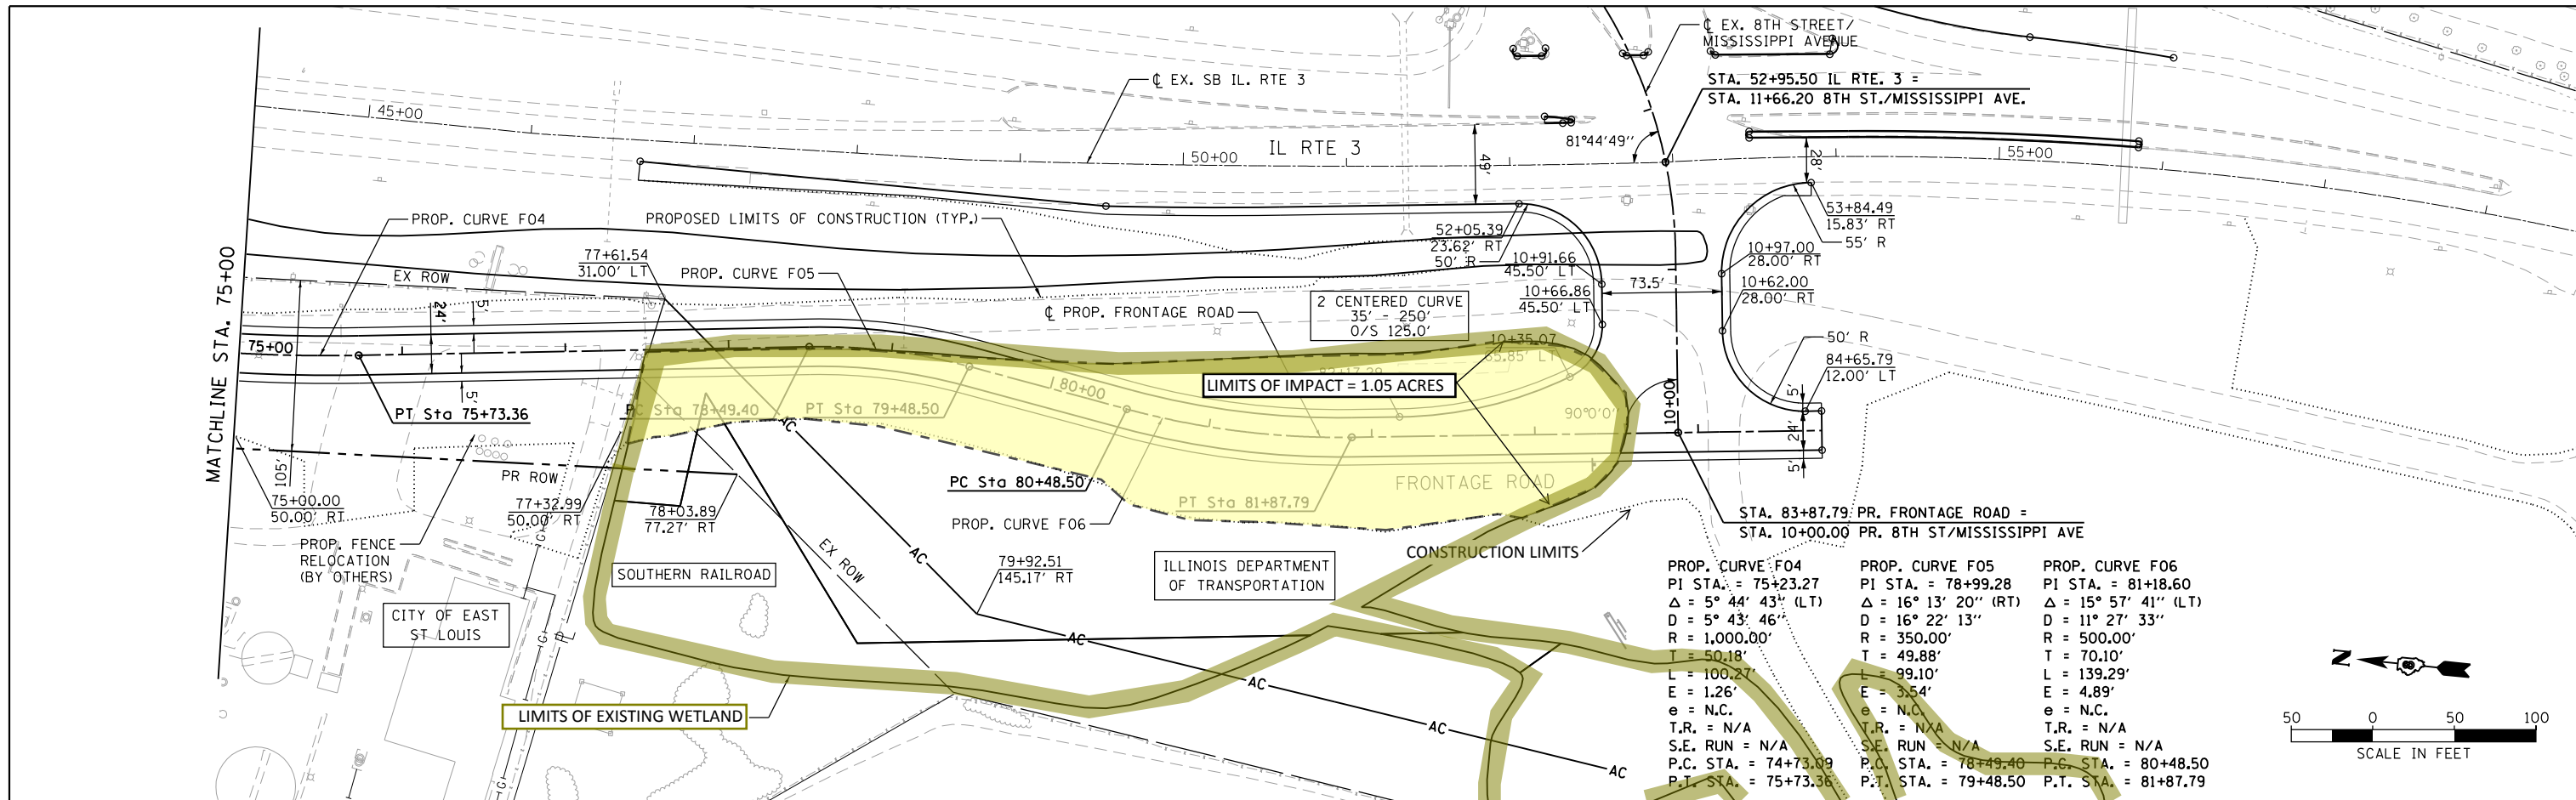 ℄ EX. 8TH STREET/
MISSISSIPPI AVENUE
℄ EX. SB IL. RTE 3
STA. 52+95.50 IL RTE. 3 =
STA. 11+66.20 8TH ST./MISSISSIPPI AVE.
45+00
IL RTE 3
50+00
81°44'49''
55+00
49'
28'
PROP. CURVE F04
PROPOSED LIMITS OF CONSTRUCTION (TYP.)
52+05.39
23.62' RT
50' R
53+84.49
15.83' RT
55' R
77+61.54
31.00' LT
PROP. CURVE F05
10+91.66
45.50' LT
10+97.00
28.00' RT
EX ROW
MATCHLINE STA. 75+00
24'
5'
2 CENTERED CURVE
35' - 250'
O/S 125.0'
10+66.86
45.50' LT
73.5'
10+62.00
28.00' RT
℄ PROP. FRONTAGE ROAD
75+00
10+35.07
65.85' LT
50' R
84+65.79
12.00' LT
80+00
LIMITS OF IMPACT = 1.05 ACRES
5'
PT Sta 75+73.36
PC Sta 78+49.40
PT Sta 79+48.50
90°0'0''
10+00
5'
24'
5'
105'
PR ROW
75+00.00
50.00' RT
77+32.99
50.00' RT
78+03.89
77.27' RT
PC Sta 80+48.50
PT Sta 81+87.79
FRONTAGE ROAD
PROP. CURVE F06
STA. 83+87.79 PR. FRONTAGE ROAD =
STA. 10+00.00 PR. 8TH ST/MISSISSIPPI AVE
PROP. FENCE
RELOCATION
(BY OTHERS)
EX ROW
AC
AC
CONSTRUCTION LIMITS
SOUTHERN RAILROAD
79+92.51
145.17' RT
ILLINOIS DEPARTMENT
OF TRANSPORTATION
CITY OF EAST
ST LOUIS
G
G
PL
G
AC
AC
AC
AC
LIMITS OF EXISTING WETLAND
PROP. CURVE F04
PI STA. = 75+23.27
Δ = 5° 44' 43'' (LT)
D = 5° 43' 46''
R = 1,000.00'
T = 50.18'
L = 100.27'
E = 1.26'
e = N.C.
T.R. = N/A
S.E. RUN = N/A
P.C. STA. = 74+73.09
P.T. STA. = 75+73.36
PROP. CURVE F05
PI STA. = 78+99.28
Δ = 16° 13' 20'' (RT)
D = 16° 22' 13''
R = 350.00'
T = 49.88'
L = 99.10'
E = 3.54'
e = N.C.
T.R. = N/A
S.E. RUN = N/A
P.C. STA. = 78+49.40
P.T. STA. = 79+48.50
PROP. CURVE F06
PI STA. = 81+18.60
Δ = 15° 57' 41'' (LT)
D = 11° 27' 33''
R = 500.00'
T = 70.10'
L = 139.29'
E = 4.89'
e = N.C.
T.R. = N/A
S.E. RUN = N/A
P.C. STA. = 80+48.50
P.T. STA. = 81+87.79
N
50 0 50 100
SCALE IN FEET